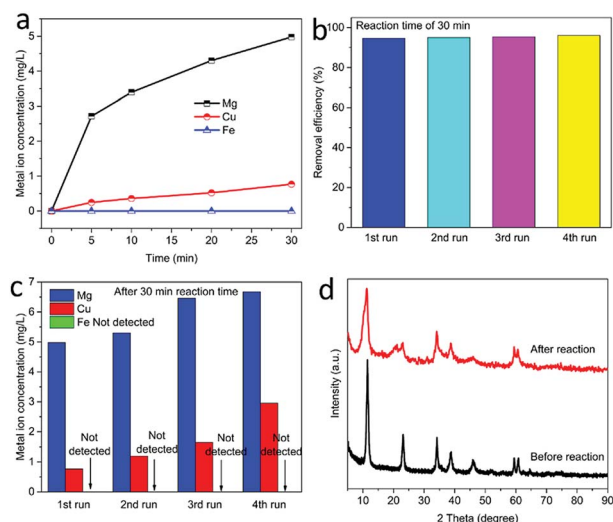 a
Metal ion concentration (mg/L)
5
4
3
2
1
0
Mg
Cu
Fe
0 5 10 15 20 25 30
Time (min)
b
Reaction time of 30 min
Removal efficiency (%)
100
80
60
40
20
0
1st run 2nd run 3rd run 4th run
c
After 30 min reaction time
Metal ion concentration (mg/L)
7
6
5
4
3
2
1
0
Mg
Cu
Fe Not detected
Not
detected
Not
detected
Not
detected
Not
detected
1st run 2nd run 3rd run 4th run
d
Intensity (a.u.)
After reaction
Before reaction
10 20 30 40 50 60 70 80 90
2 Theta (degree)